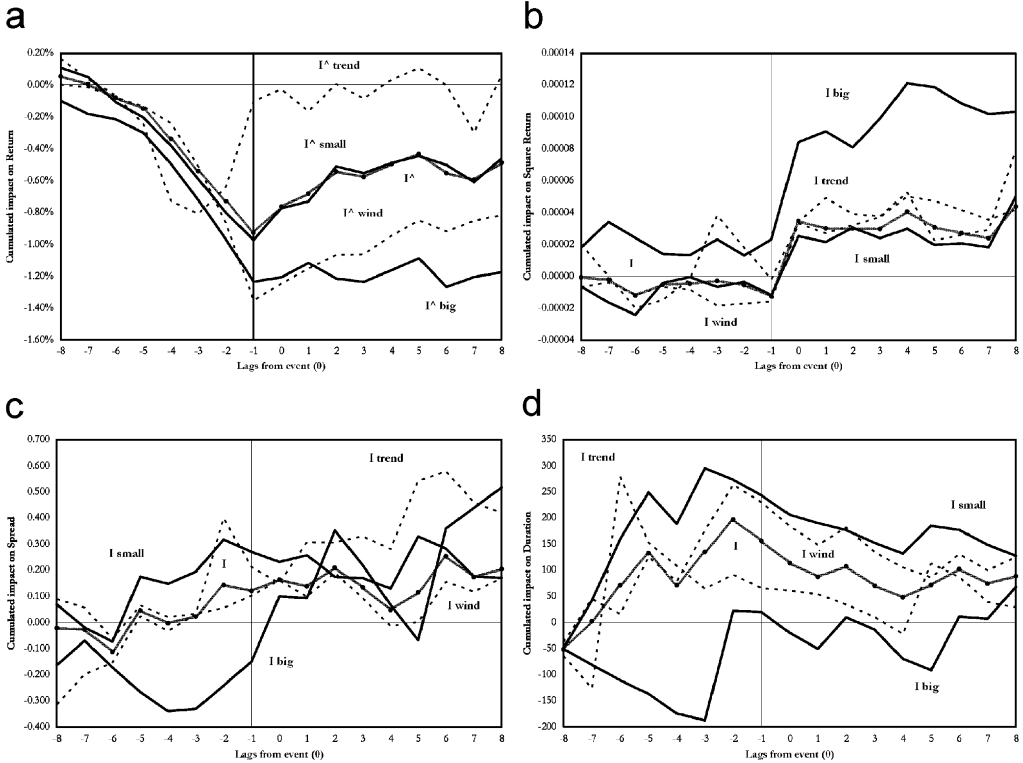 a
0.20%
0.00%
-0.20%
-0.40%
-0.60%
-0.80%
-1.00%
-1.20%
-1.40%
-1.60%
Cumulated impact on Return
I^ trend
I^ small
I^
I^ wind
I^ big
-8 -7 -6 -5 -4 -3 -2 -1 0 1 2 3 4 5 6 7 8
Lags from event (0)
b
0.00014
0.00012
0.00010
0.00008
0.00006
0.00004
0.00002
0.00000
-0.00002
-0.00004
Cumulated impact on Square Return
I big
I trend
I
I small
I wind
-8 -7 -6 -5 -4 -3 -2 -1 0 1 2 3 4 5 6 7 8
Lags from event (0)
c
0.700
0.600
0.500
0.400
0.300
0.200
0.100
0.000
-0.100
-0.200
-0.300
-0.400
Cumulated impact on Spread
I trend
I small
I
I wind
I big
-8 -7 -6 -5 -4 -3 -2 -1 0 1 2 3 4 5 6 7 8
Lags from event (0)
d
350
300
250
200
150
100
50
0
-50
-100
-150
-200
Cumulated impact on Duration
I trend
I small
I
I wind
I big
-8 -7 -6 -5 -4 -3 -2 -1 0 1 2 3 4 5 6 7 8
Lags from event (0)